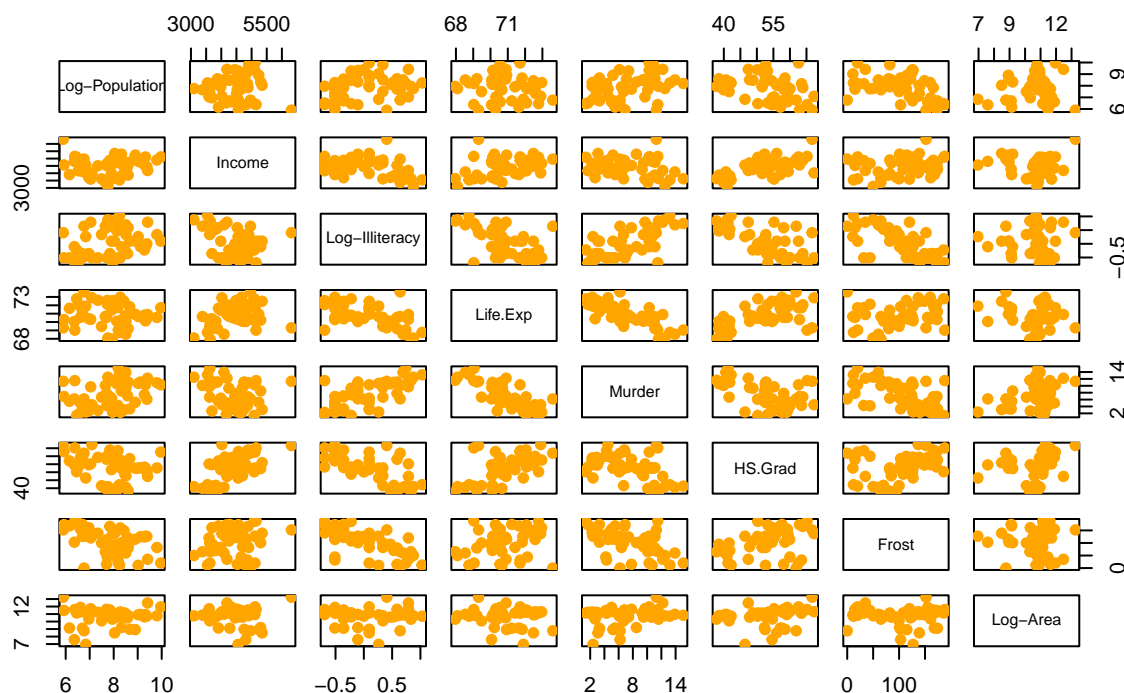 3000 5500 68 71 40 55 7 9 12
Log-Population 6 9
3000 Income
Log-Illiteracy -0.5
68 73 Life.Exp
Murder 2 14
40 HS.Grad
Frost 0
7 12 Log-Area
6 8 10 -0.5 0.5 2 8 14 0 100